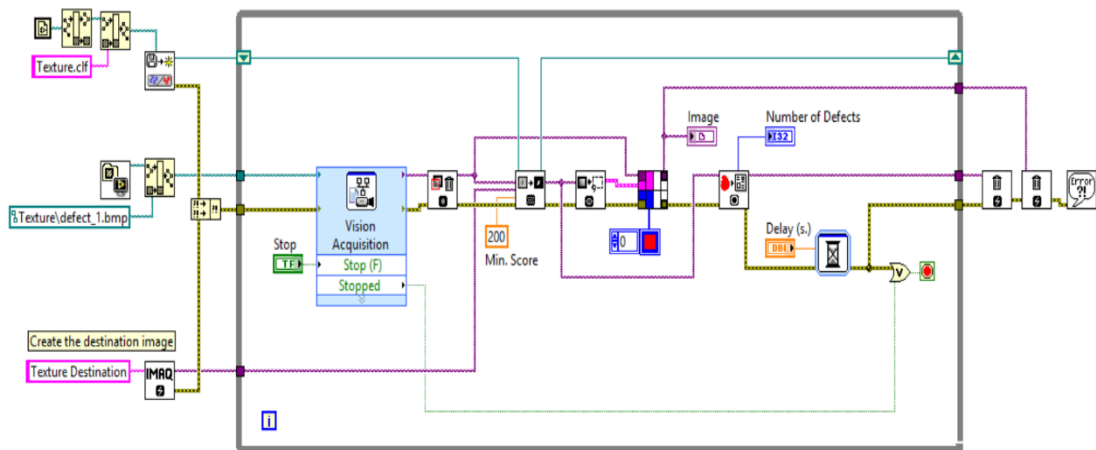 Texture.clf
Texture\defect_1.bmp
Create the destination image
Texture Destination
IMAQ
Stop
TF
Vision
Acquisition
Stop (F)
Stopped
200
Min. Score
0
Image
Number of Defects
I32
Delay (s.)
DBL
V
Error
?!
i